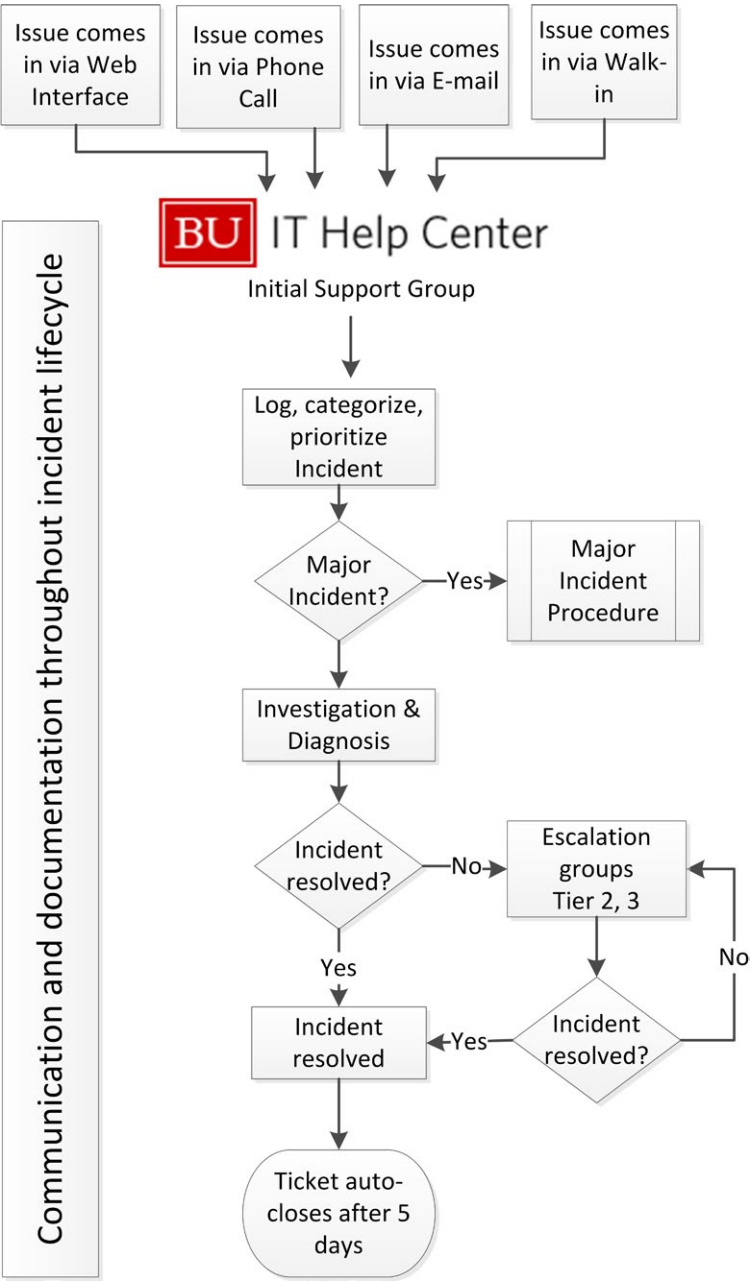 Issue comes
in via Web
Interface
Issue comes
in via Phone
Call
Issue comes
in via E-mail
Issue comes
in via Walk-
in
BU IT Help Center
Initial Support Group
Communication and documentation throughout incident lifecycle
Log, categorize,
prioritize
Incident
Major
Incident?
Yes
Major
Incident
Procedure
Investigation &
Diagnosis
Incident
resolved?
No
Escalation
groups
Tier 2, 3
No
Yes
Incident
resolved
Yes
Incident
resolved?
Ticket auto-
closes after 5
days